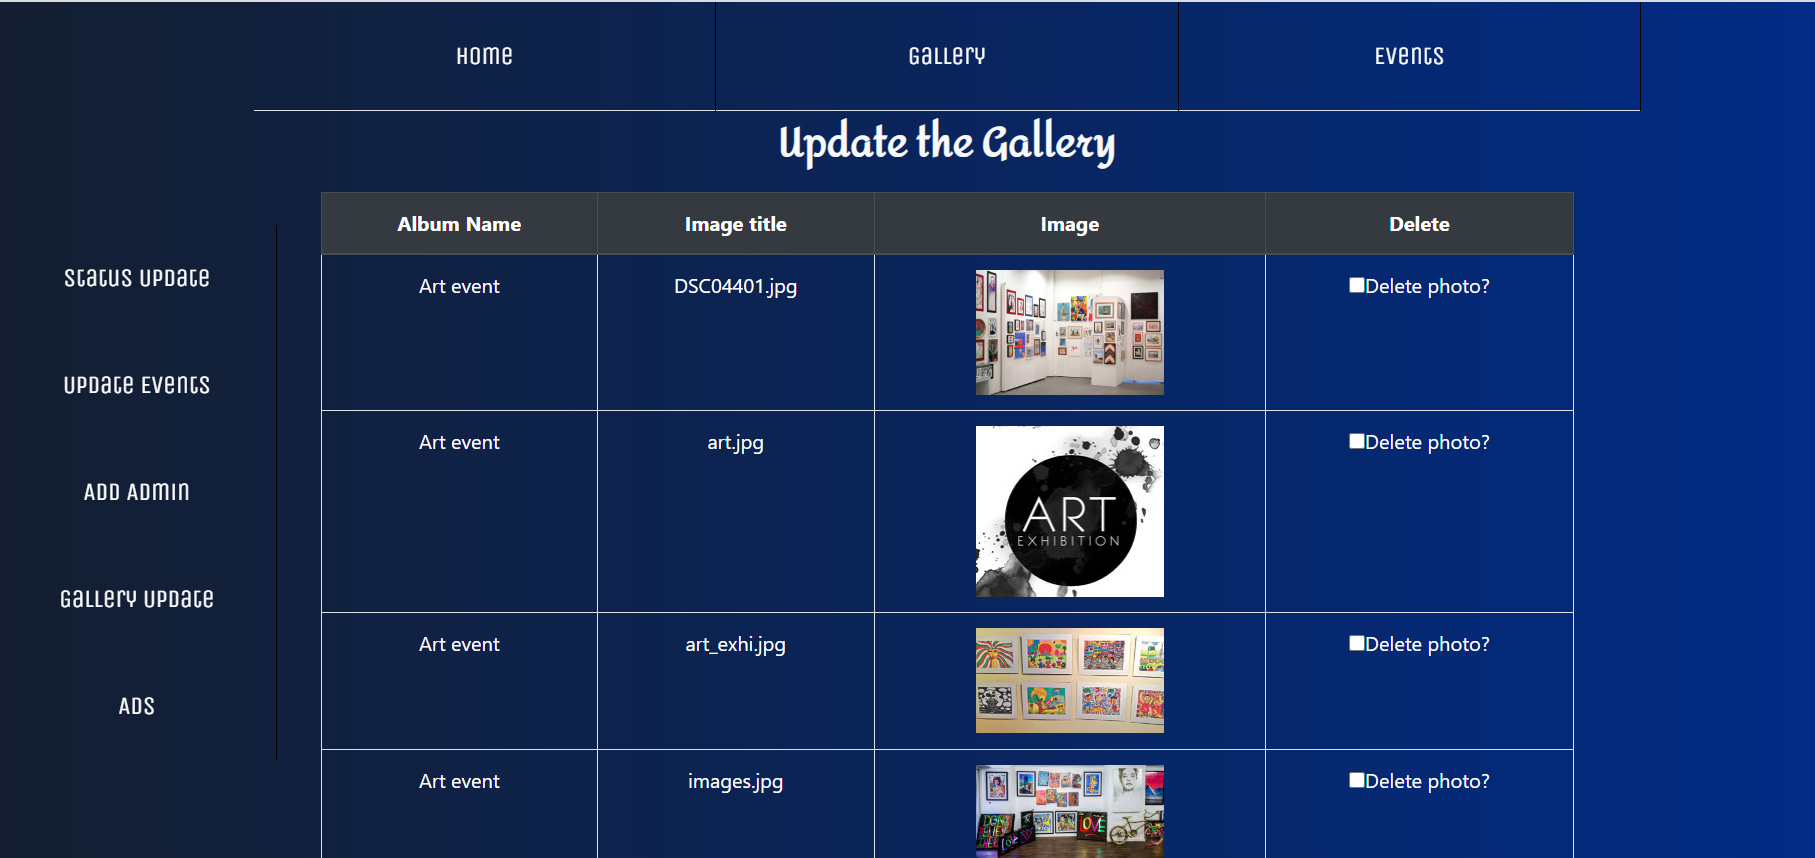 Home Gallery Events
Update the Gallery
Status Update
Update Events
Add Admin
Gallery Update
ADS
Album Name Image title Image Delete
Art event DSC04401.jpg Delete photo?
Art event art.jpg Delete photo?
ART
EXHIBITION
Art event art_exhi.jpg Delete photo?
Art event images.jpg Delete photo?
LOVE